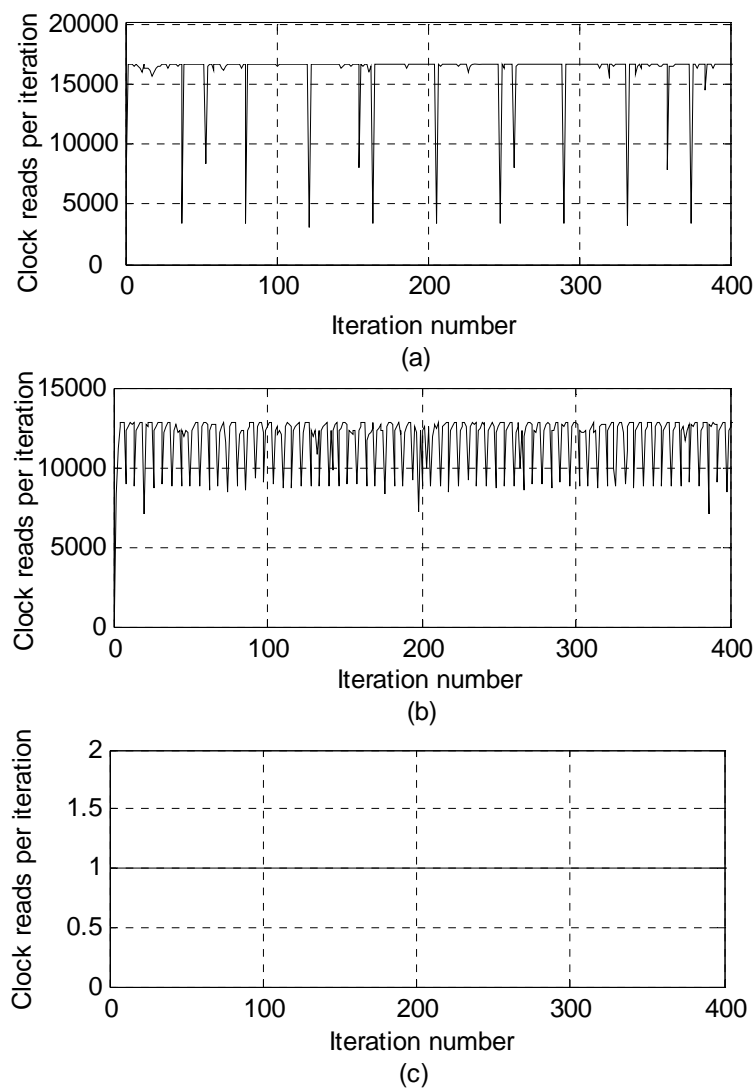 20000
15000
10000
5000
0
0 100 200 300 400
Clock reads per iteration
Iteration number
(a)
15000
10000
5000
0
0 100 200 300 400
Clock reads per iteration
Iteration number
(b)
2
1.5
1
0.5
0
0 100 200 300 400
Clock reads per iteration
Iteration number
(c)